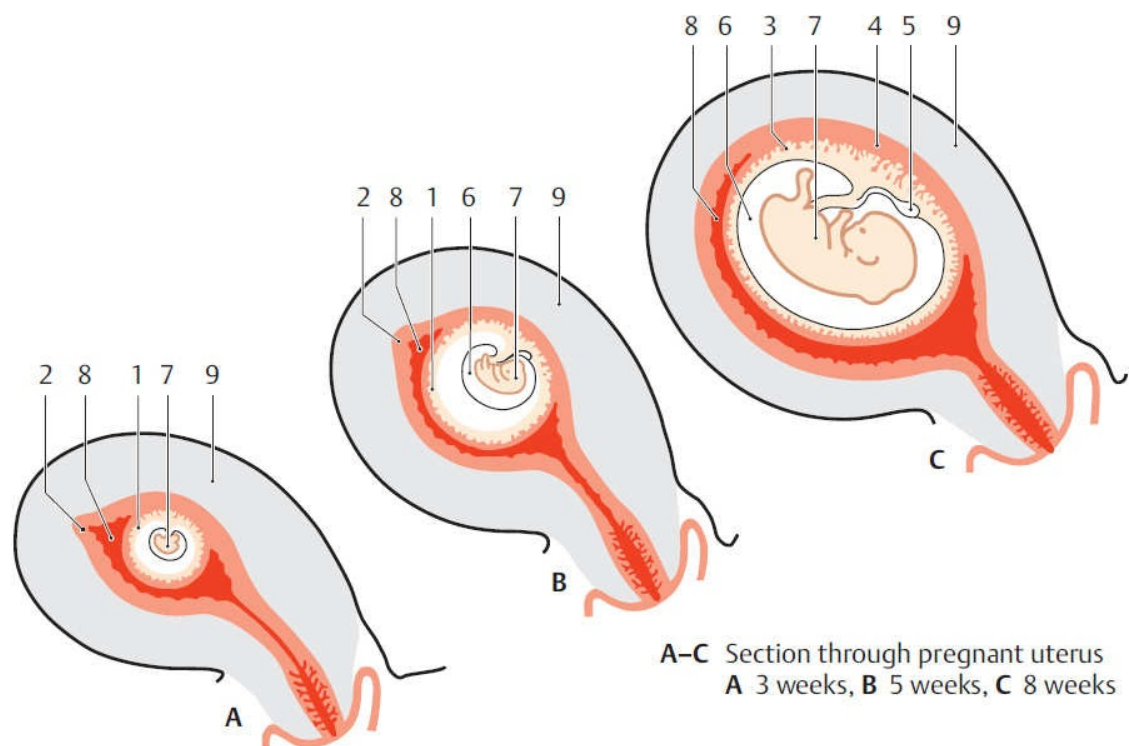 8 6 3 7 4 5 9
2 8 1 6 7 9
2 8 1 7 9
C
B
A
A–C Section through pregnant uterus
A 3 weeks, B 5 weeks, C 8 weeks